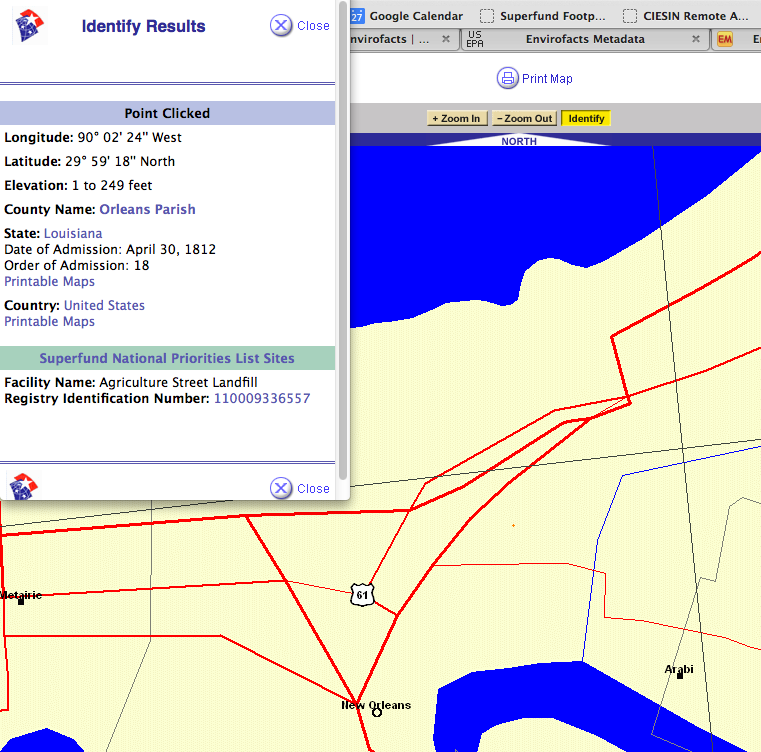 Identify Results
Close
Point Clicked
Longitude: 90° 02' 24" West
Latitude: 29° 59' 18" North
Elevation: 1 to 249 feet
County Name: Orleans Parish
State: Louisiana
Date of Admission: April 30, 1812
Order of Admission: 18
Printable Maps
Country: United States
Printable Maps
Superfund National Priorities List Sites
Facility Name: Agriculture Street Landfill
Registry Identification Number: 110009336557
Close
27 Google Calendar Superfund Footp... CIESIN Remote A...
nvirofacts | ... × US EPA Envirofacts Metadata × EM
Print Map
+ Zoom In − Zoom Out Identify
NORTH
61
Metairie
Arabi
New Orleans